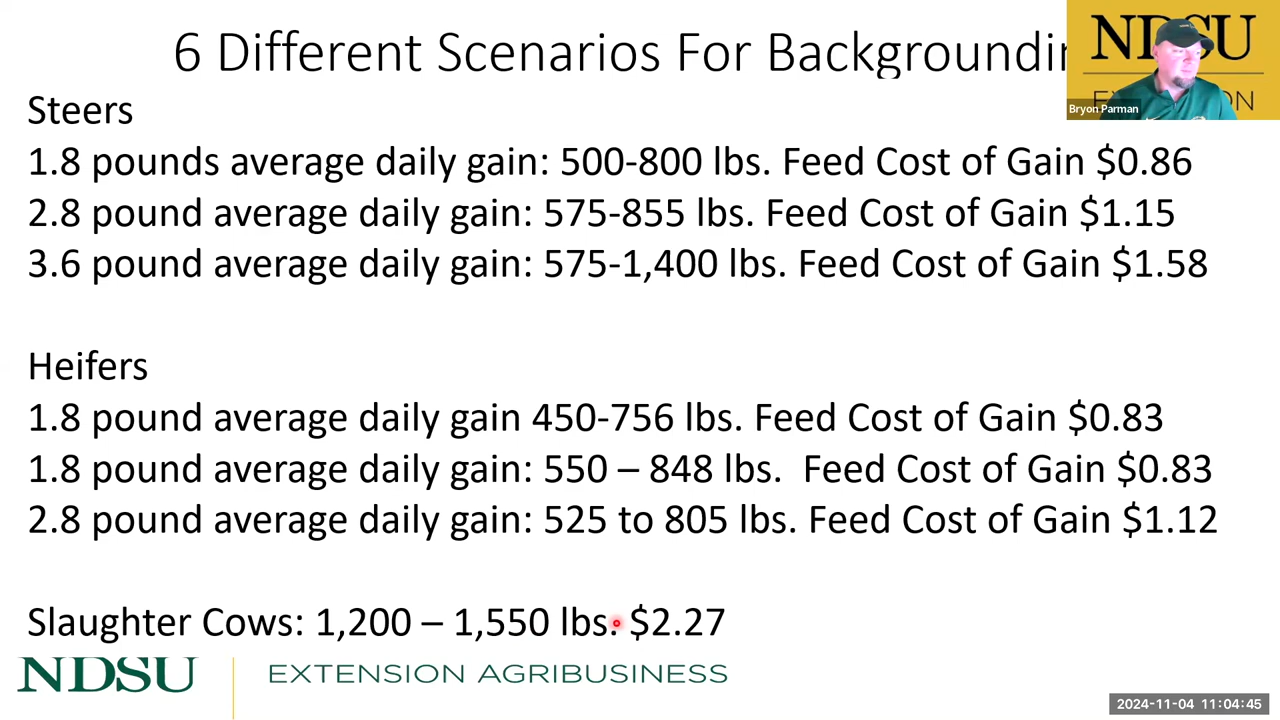 6 Different Scenarios For Backgroundin
NDSU
Bryon Parman
Steers
1.8 pounds average daily gain: 500-800 lbs. Feed Cost of Gain $0.86
2.8 pound average daily gain: 575-855 lbs. Feed Cost of Gain $1.15
3.6 pound average daily gain: 575-1,400 lbs. Feed Cost of Gain $1.58
Heifers
1.8 pound average daily gain 450-756 lbs. Feed Cost of Gain $0.83
1.8 pound average daily gain: 550 – 848 lbs. Feed Cost of Gain $0.83
2.8 pound average daily gain: 525 to 805 lbs. Feed Cost of Gain $1.12
Slaughter Cows: 1,200 – 1,550 lbs. $2.27
NDSU EXTENSION AGRIBUSINESS
2024-11-04 11:04:45